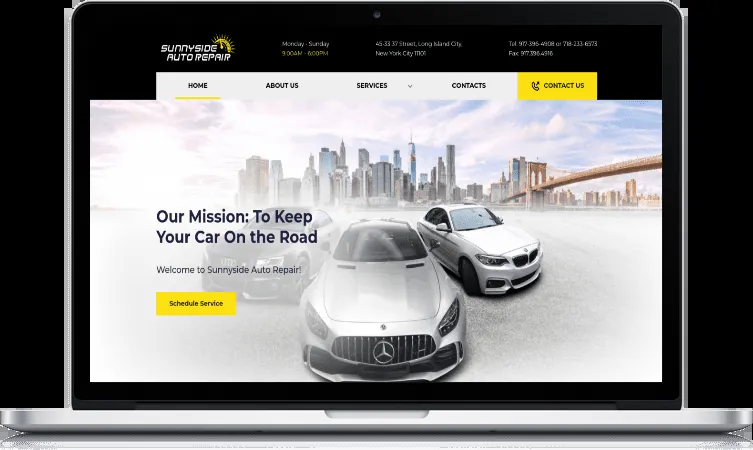 SUNNYSIDE
AUTO REPAIR
Monday - Sunday
9:00AM - 6:00PM
45-33 37 Street, Long Island City,
New York City 11101
Tel. 917-396-4908 or 718-233-6573
Fax: 917.396.4916
HOME
ABOUT US
SERVICES
CONTACTS
CONTACT US
Our Mission: To Keep
Your Car On the Road
Welcome to Sunnyside Auto Repair!
Schedule Service